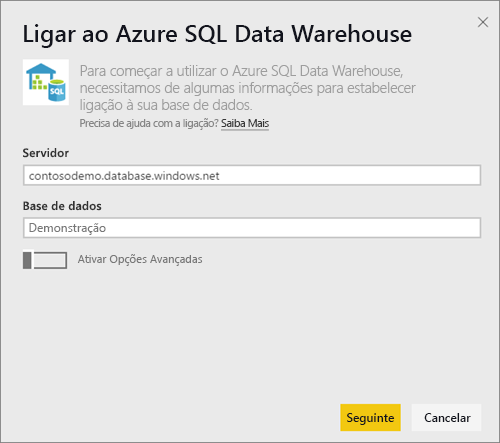 Ligar ao Azure SQL Data Warehouse
SQL
Para começar a utilizar o Azure SQL Data Warehouse,
necessitamos de algumas informações para estabelecer
ligação à sua base de dados.
Precisa de ajuda com a ligação? Saiba Mais
Servidor
contosodemo.database.windows.net
Base de dados
Demonstração
Ativar Opções Avançadas
Seguinte
Cancelar